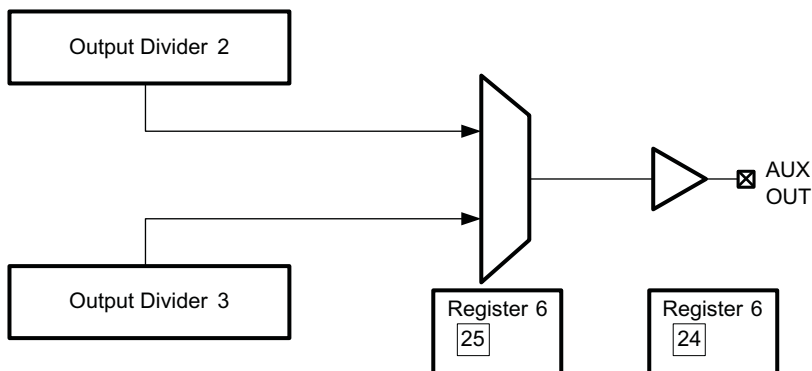 Output Divider 2
AUX
OUT
Output Divider 3
Register 6
25
Register 6
24